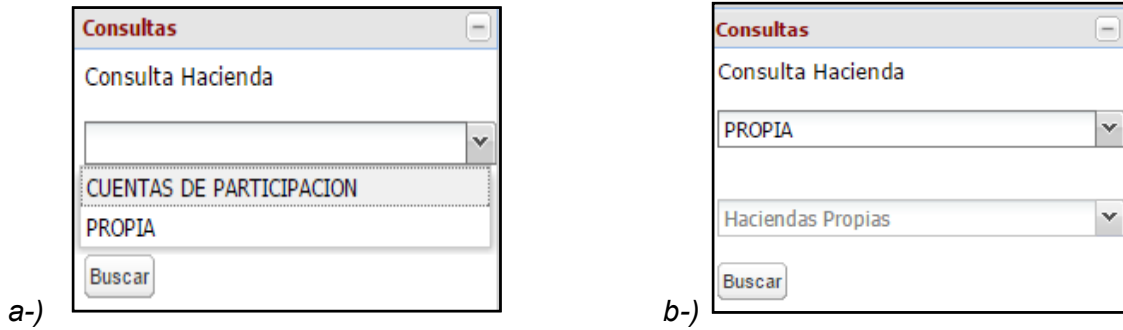 Consultas
Consulta Hacienda
CUENTAS DE PARTICIPACION
PROPIA
Buscar
a-)
Consultas
Consulta Hacienda
PROPIA
Haciendas Propias
Buscar
b-)